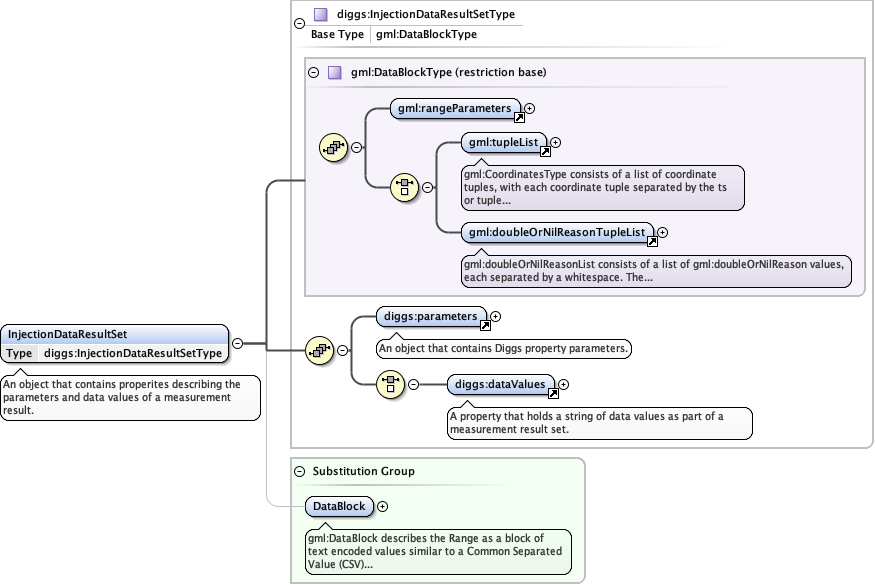 diggs:InjectionDataResultSetType
Base Type gml:DataBlockType
gml:DataBlockType (restriction base)
gml:rangeParameters
gml:tupleList
gml:CoordinatesType consists of a list of coordinate
tuples, with each coordinate tuple separated by the ts
or tuple...
gml:doubleOrNilReasonTupleList
gml:doubleOrNilReasonList consists of a list of gml:doubleOrNilReason values,
each separated by a whitespace. The...
InjectionDataResultSet
Type diggs:InjectionDataResultSetType
An object that contains properites describing the
parameters and data values of a measurement
result.
diggs:parameters
An object that contains Diggs property parameters.
diggs:dataValues
A property that holds a string of data values as part of a
measurement result set.
Substitution Group
DataBlock
gml:DataBlock describes the Range as a block of
text encoded values similar to a Common Separated
Value (CSV)...